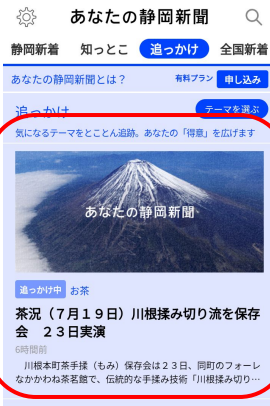 あなたの静岡新聞
静岡新着 知っとこ 追っかけ 全国新着
あなたの静岡新聞とは？ 有料プラン 申し込み
追っかけ テーマを選ぶ
気になるテーマをとことん追跡。あなたの「得意」を広げます
あなたの静岡新聞
追っかけ中 お茶
茶況（７月１９日）川根揉み切り流を保存
会　２３日実演
6時間前
川根本町茶手揉（もみ）保存会は２３日、同町のフォーレ
なかかわね茶茗館で、伝統的な手揉み技術「川根揉み切り…